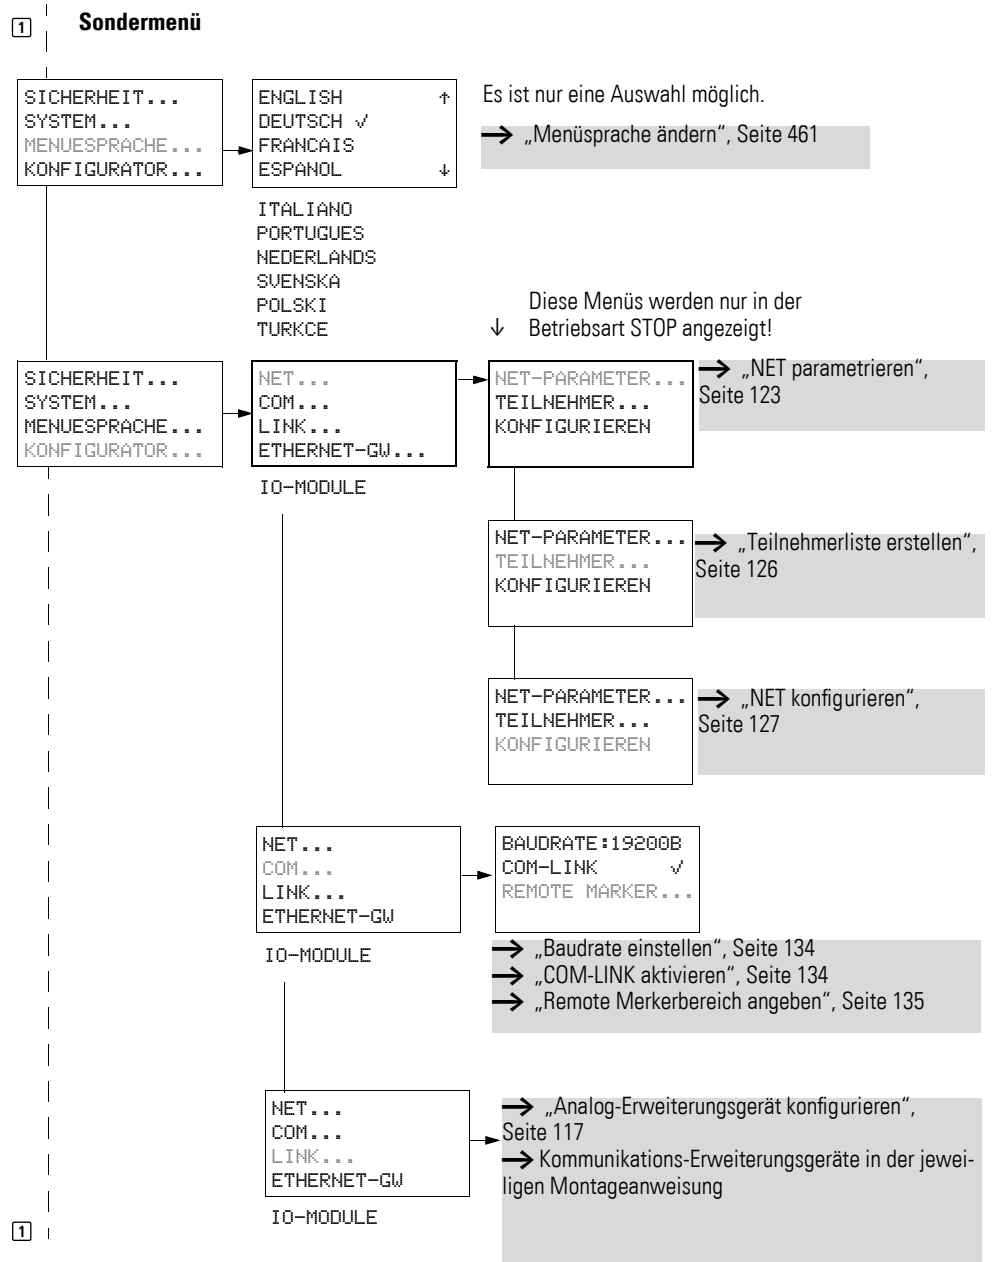 1
Sondermenü
SICHERHEIT...
SYSTEM...
MENUESPRACHE...
KONFIGURATOR...
ENGLISH ↑
DEUTSCH √
FRANCAIS
ESPANOL ↓
ITALIANO
PORTUGUES
NEDERLANDS
SVENSKA
POLSKI
TURKCE
Es ist nur eine Auswahl möglich.
→ „Menüsprache ändern“, Seite 461
Diese Menüs werden nur in der
↓ Betriebsart STOP angezeigt!
SICHERHEIT...
SYSTEM...
MENUESPRACHE...
KONFIGURATOR...
NET...
COM...
LINK...
ETHERNET-GW...
IO-MODULE
NET-PARAMETER...
TEILNEHMER...
KONFIGURIEREN
→ „NET parametrieren“,
Seite 123
NET-PARAMETER...
TEILNEHMER...
KONFIGURIEREN
→ „Teilnehmerliste erstellen“,
Seite 126
NET-PARAMETER...
TEILNEHMER...
KONFIGURIEREN
→ „NET konfigurieren“,
Seite 127
NET...
COM...
LINK...
ETHERNET-GW
IO-MODULE
BAUDRATE:19200B
COM-LINK √
REMOTE MARKER...
→ „Baudrate einstellen“, Seite 134
→ „COM-LINK aktivieren“, Seite 134
→ „Remote Merkerbereich angeben“, Seite 135
NET...
COM...
LINK...
ETHERNET-GW
IO-MODULE
→ „Analog-Erweiterungsgerät konfigurieren“,
Seite 117
→ Kommunikations-Erweiterungsgeräte in der jewei-
ligen Montageanweisung
1